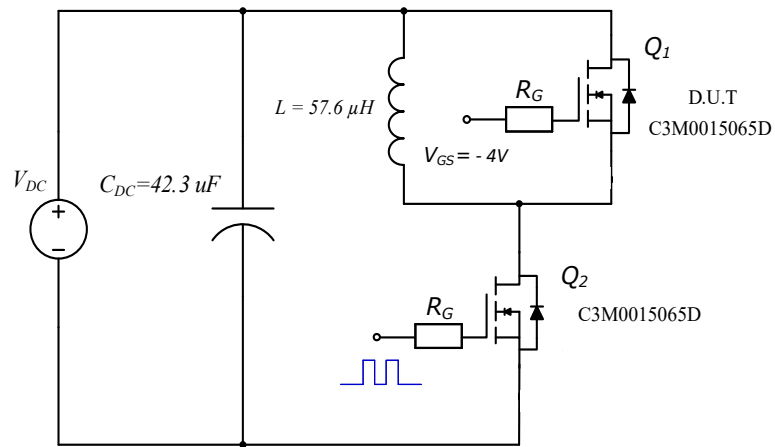 Q1
RG
D.U.T
C3M0015065D
L = 57.6 µH
VGS = - 4V
VDC
CDC=42.3 uF
Q2
RG
C3M0015065D